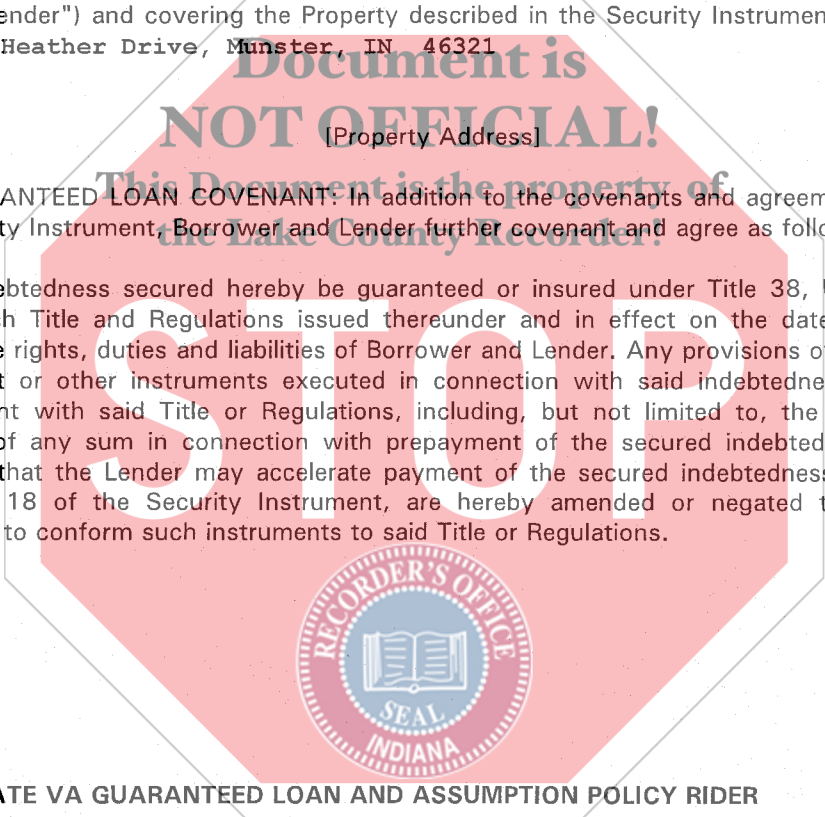 ender") and covering the Property described in the Security Instrumen
Heather Drive, Munster, IN 46321
Document is
NOT OFFICIAL!
[Property Address]
This Document is the property of
ANTEED LOAN COVENANT: In addition to the covenants and agreem
the Lake County Recorder!
ty Instrument, Borrower and Lender further covenant and agree as follo
ebtedness secured hereby be guaranteed or insured under Title 38,
h Title and Regulations issued thereunder and in effect on the date
e rights, duties and liabilities of Borrower and Lender. Any provisions o
t or other instruments executed in connection with said indebtedne
nt with said Title or Regulations, including, but not limited to, the
of any sum in connection with prepayment of the secured indebted
that the Lender may accelerate payment of the secured indebtedness
18 of the Security Instrument, are hereby amended or negated t
to conform such instruments to said Title or Regulations.
STOP
RECORDER'S OFFICE
SEAL
INDIANA
ATE VA GUARANTEED LOAN AND ASSUMPTION POLICY RIDER